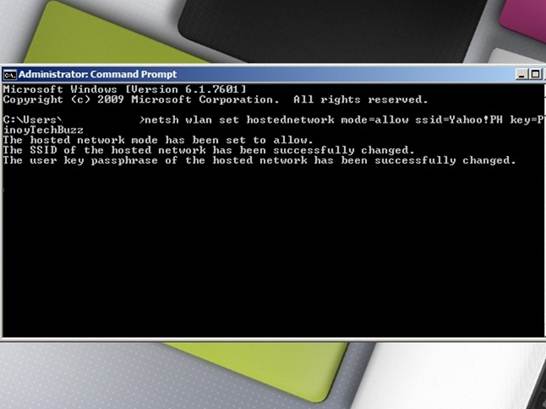 Administrator: Command Prompt
Microsoft Windows [Version 6.1.7601]
Copyright (c) 2009 Microsoft Corporation.  All rights reserved.
C:\Users\ >netsh wlan set hostednetwork mode=allow ssid=Yahoo!PH key=P
inoyTechBuzz
The hosted network mode has been set to allow.
The SSID of the hosted network has been successfully changed.
The user key passphrase of the hosted network has been successfully changed.